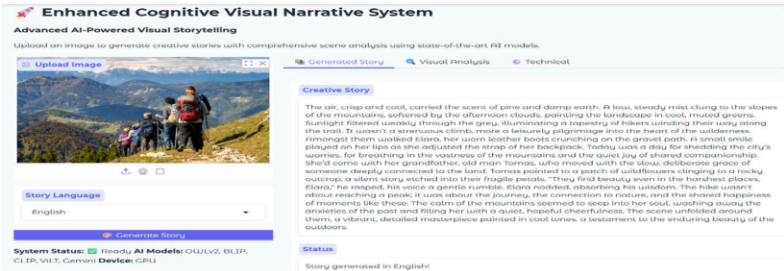 Enhanced Cognitive Visual Narrative System
Advanced AI-Powered Visual Storytelling
Upload an image to generate creative stories with comprehensive scene analysis using state-of-the-art AI models.
Upload Image
Generated Story
Visual Analysis
Technical
Creative Story
The air, crisp and cool, carried the scent of pine and damp earth. A low, steady mist clung to the slopes
of the mountains, softened by the afternoon clouds, painting the landscape in cool, muted greens.
Sunlight filtered weakly through the grey, illuminating a tapestry of hikers winding their way along
the trail. It wasn't a strenuous climb, more a leisurely pilgrimage into the heart of the wilderness.
Amongst them walked Elara, her worn leather boots crunching on the gravel path. A small smile
played on her lips as she adjusted the strap of her backpack. Today was a day for shedding the city's
worries, for breathing in the vastness of the mountains and the quiet joy of shared companionship.
She'd come with her grandfather, old man Tomas, who moved with the slow, deliberate grace of
someone deeply connected to the land. Tomas pointed to a patch of wildflowers clinging to a rocky
outcrop, a silent story etched into their fragile petals. "They find beauty even in the harshest places,
Elara," he rasped, his voice a gentle rumble. Elara nodded, absorbing his wisdom. The hike wasn't
about reaching a peak; it was about the journey, the connection to nature, and the shared happiness
of moments like these. The calm of the mountains seemed to seep into her soul, washing away the
anxieties of the past and filling her with a quiet, hopeful cheerfulness. The scene unfolded around
them, a vibrant, detailed masterpiece painted in cool tones, a testament to the enduring beauty of the
outdoors.
Story Language
English
Generate Story
System Status: ✅ Ready AI Models: OWLv2, BLIP,
CLIP, ViLT, Gemini Device: GPU
Status
Story generated in English!